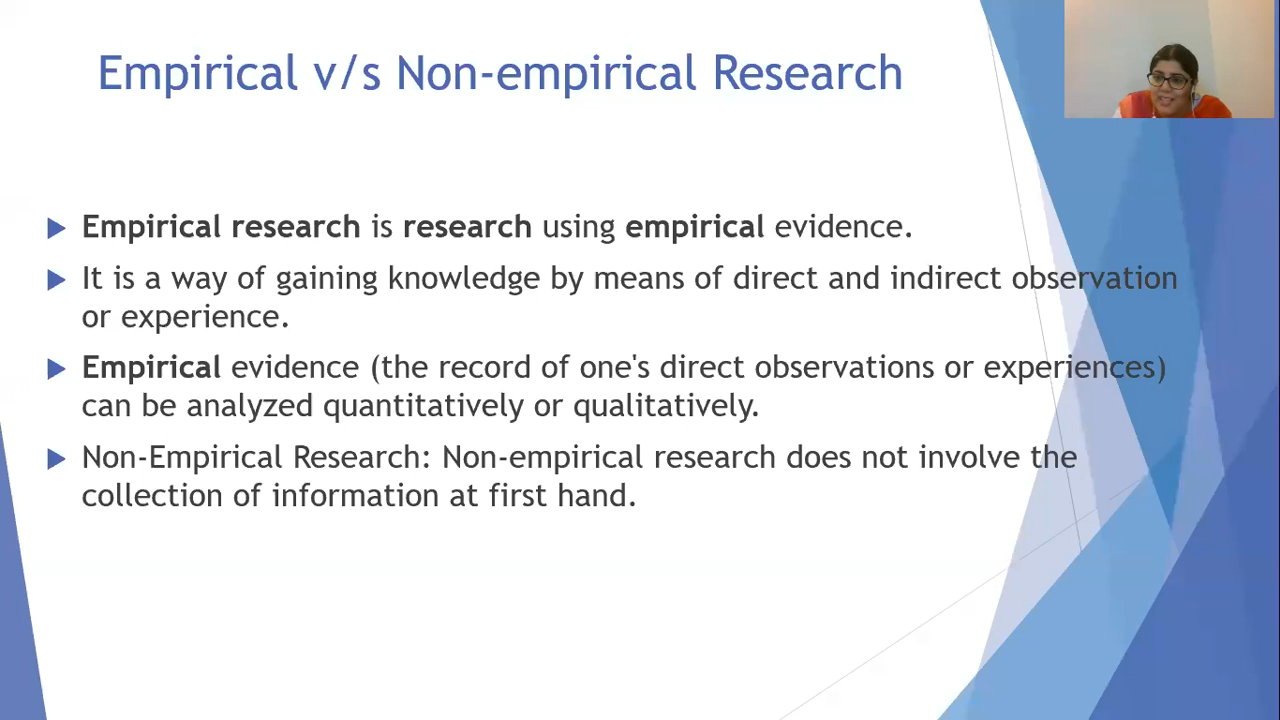 Empirical v/s Non-empirical Research
Empirical research is research using empirical evidence.
It is a way of gaining knowledge by means of direct and indirect observation
or experience.
Empirical evidence (the record of one's direct observations or experiences)
can be analyzed quantitatively or qualitatively.
Non-Empirical Research: Non-empirical research does not involve the
collection of information at first hand.